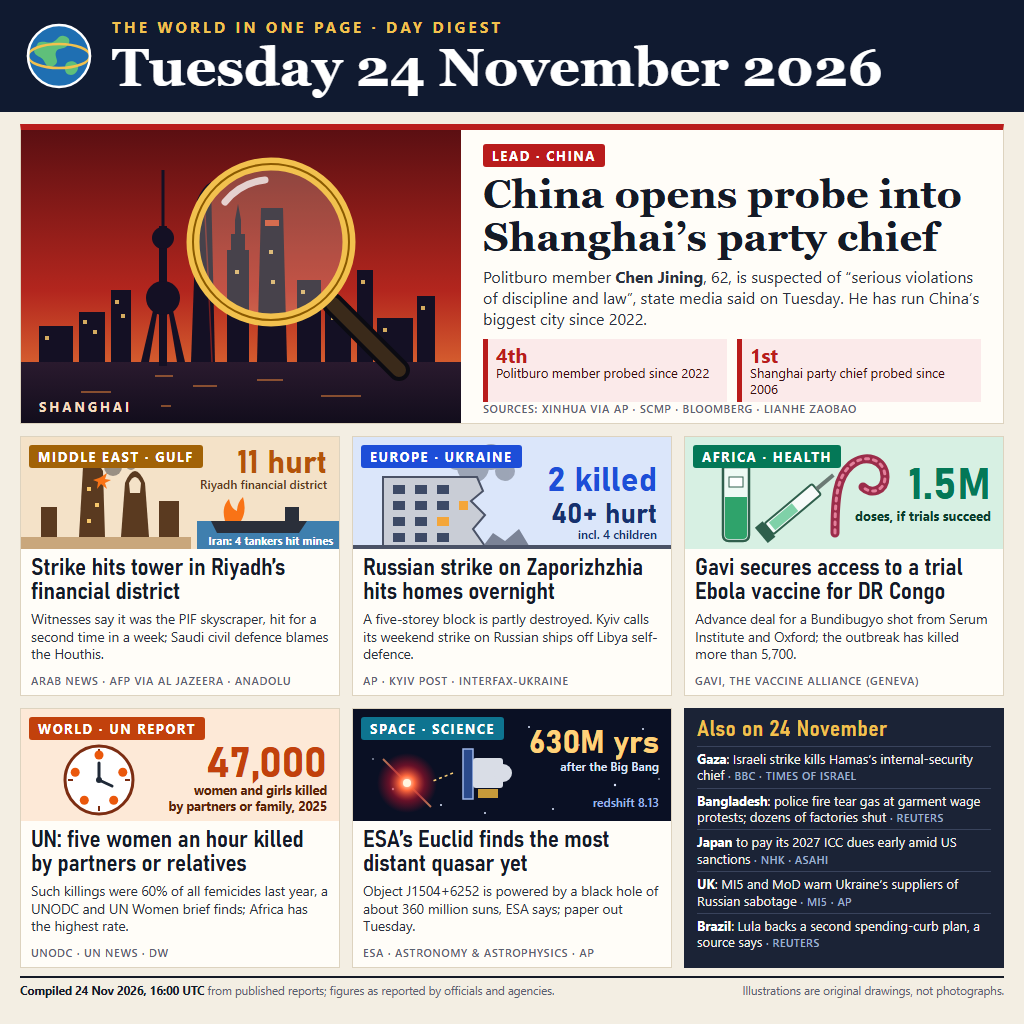 THE WORLD IN ONE PAGE · DAY DIGEST
Tuesday 24 November 2026
SHANGHAI
LEAD · CHINA
China opens probe into
Shanghai’s party chief
Politburo member Chen Jining, 62, is suspected of “serious violations
of discipline and law”, state media said on Tuesday. He has run China’s
biggest city since 2022.
4th
Politburo member probed since 2022
1st
Shanghai party chief probed since
2006
SOURCES: XINHUA VIA AP · SCMP · BLOOMBERG · LIANHE ZAOBAO
MIDDLE EAST · GULF
11 hurt
Riyadh financial district
Iran: 4 tankers hit mines
Strike hits tower in Riyadh’s
financial district
Witnesses say it was the PIF skyscraper, hit for a
second time in a week; Saudi civil defence blames
the Houthis.
ARAB NEWS · AFP VIA AL JAZEERA · ANADOLU
EUROPE · UKRAINE
2 killed
40+ hurt
incl. 4 children
Russian strike on Zaporizhzhia
hits homes overnight
A five-storey block is partly destroyed. Kyiv calls
its weekend strike on Russian ships off Libya self-
defence.
AP · KYIV POST · INTERFAX-UKRAINE
AFRICA · HEALTH
1.5M
doses, if trials succeed
Gavi secures access to a trial
Ebola vaccine for DR Congo
Advance deal for a Bundibugyo shot from Serum
Institute and Oxford; the outbreak has killed
more than 5,700.
GAVI, THE VACCINE ALLIANCE (GENEVA)
WORLD · UN REPORT
47,000
women and girls killed
by partners or family, 2025
UN: five women an hour killed
by partners or relatives
Such killings were 60% of all femicides last year, a
UNODC and UN Women brief finds; Africa has
the highest rate.
UNODC · UN NEWS · DW
SPACE · SCIENCE
630M yrs
after the Big Bang
redshift 8.13
ESA’s Euclid finds the most
distant quasar yet
Object J1504+6252 is powered by a black hole of
about 360 million suns, ESA says; paper out
Tuesday.
ESA · ASTRONOMY & ASTROPHYSICS · AP
Also on 24 November
Gaza: Israeli strike kills Hamas’s internal-security
chief · BBC · TIMES OF ISRAEL
Bangladesh: police fire tear gas at garment wage
protests; dozens of factories shut · REUTERS
Japan to pay its 2027 ICC dues early amid US
sanctions · NHK · ASAHI
UK: MI5 and MoD warn Ukraine’s suppliers of
Russian sabotage · MI5 · AP
Brazil: Lula backs a second spending-curb plan, a
source says · REUTERS
Compiled 24 Nov 2026, 16:00 UTC from published reports; figures as reported by officials and agencies.
Illustrations are original drawings, not photographs.